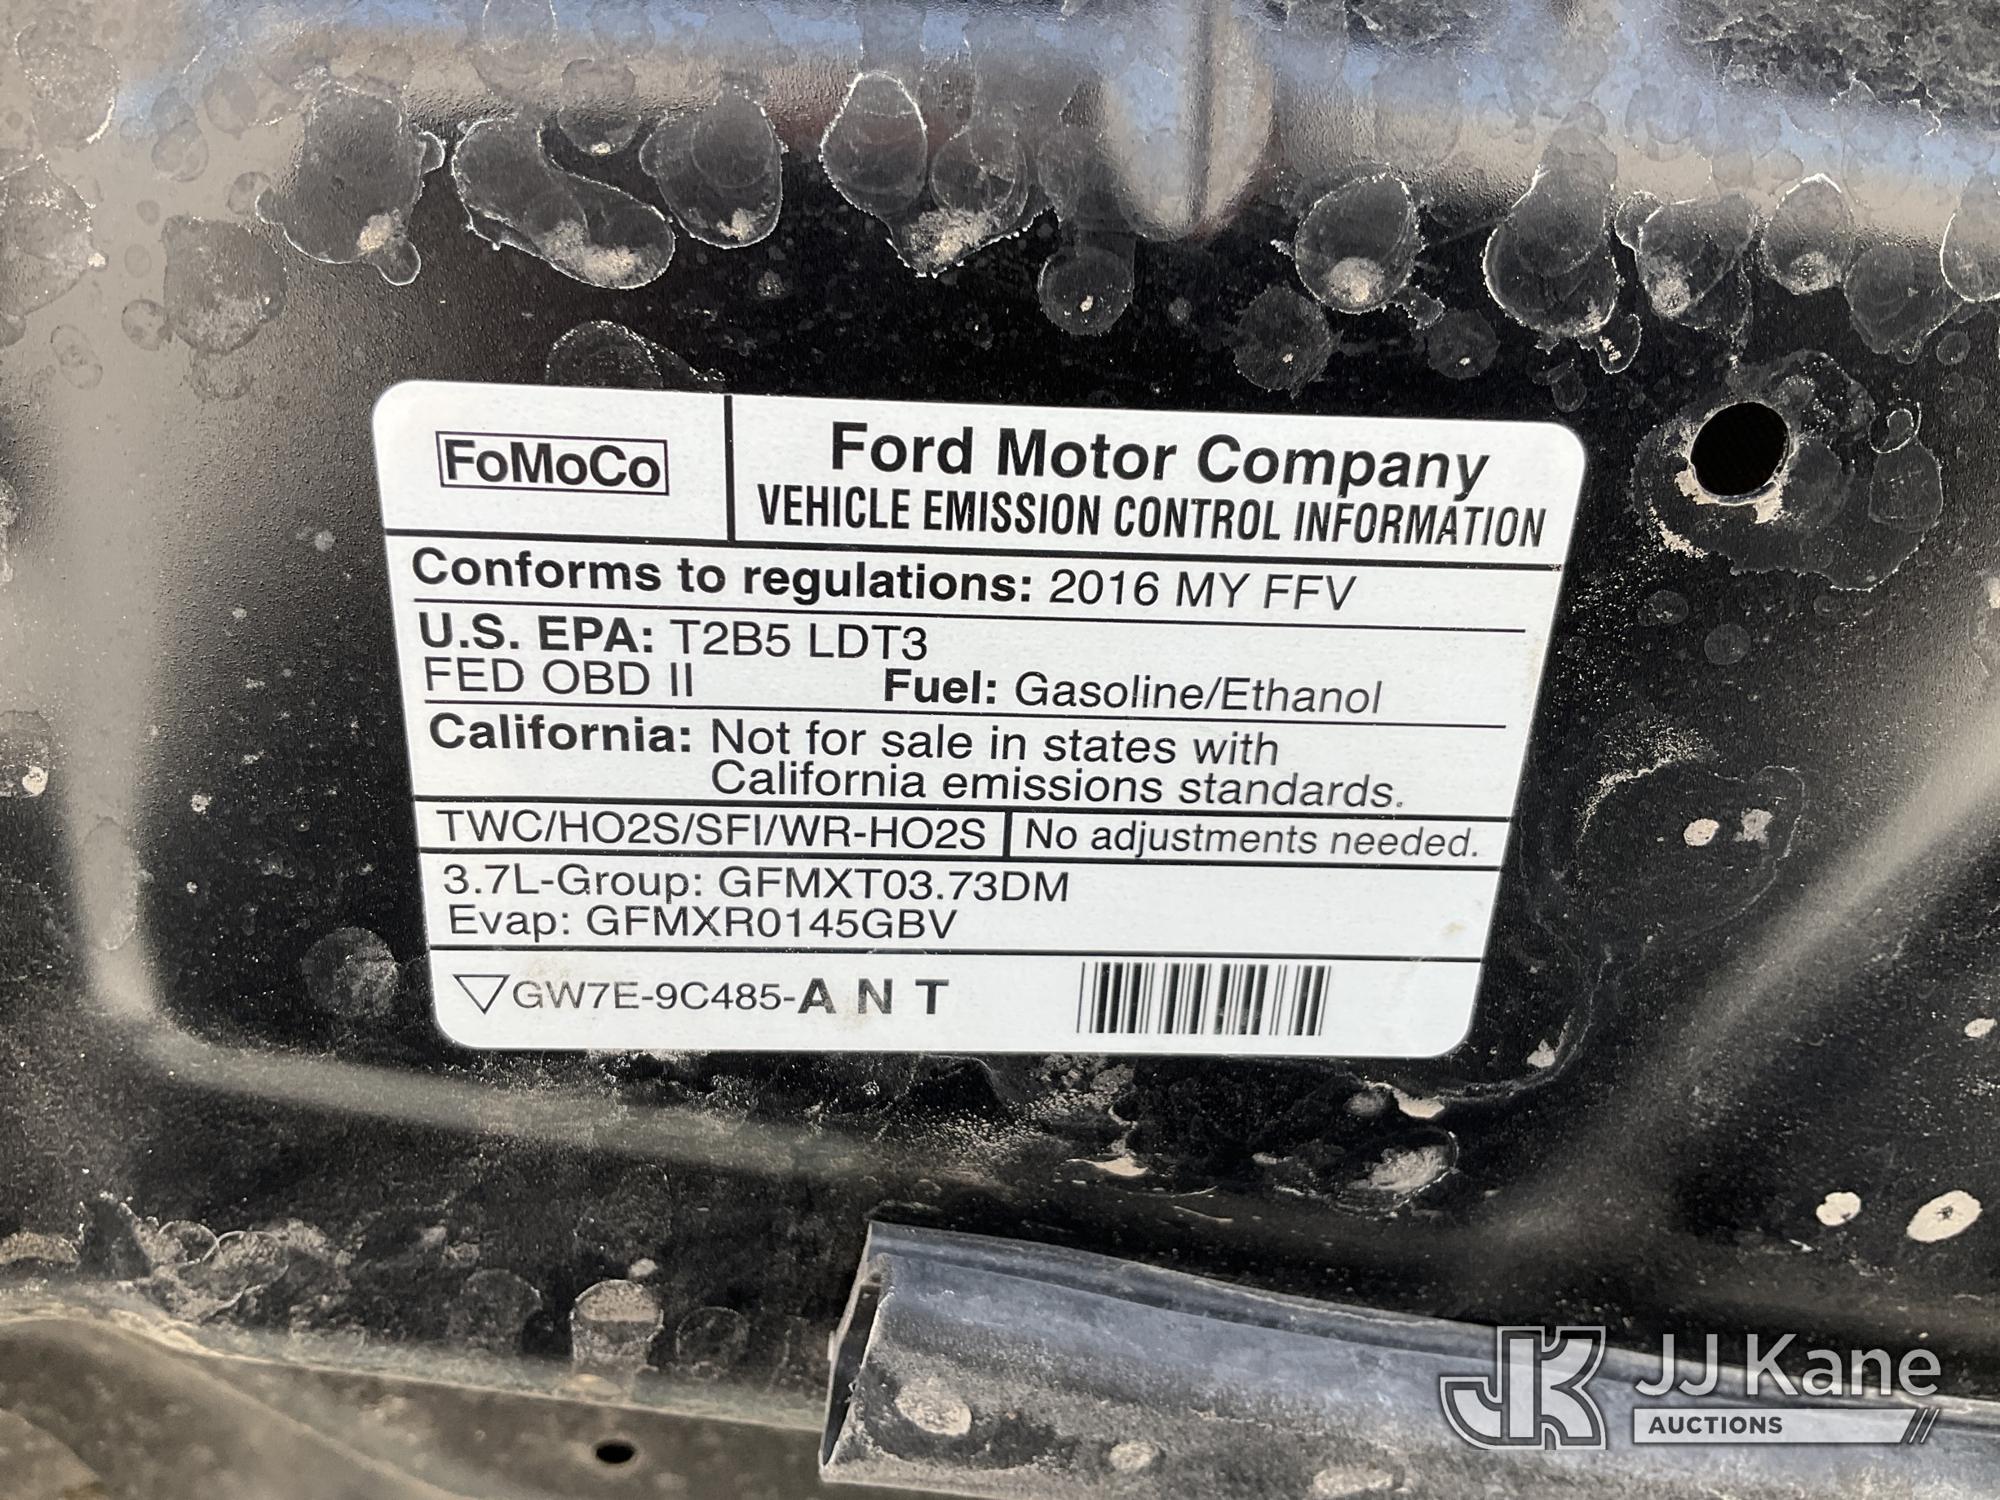 FoMoCo
Ford Motor Company
VEHICLE EMISSION CONTROL INFORMATION
Conforms to regulations: 2016 MY FFV
U.S. EPA: T2B5 LDT3
FED OBD II Fuel: Gasoline/Ethanol
California: Not for sale in states with
California emissions standards.
TWC/HO2S/SFI/WR-HO2S No adjustments needed.
3.7L-Group: GFMXT03.73DM
Evap: GFMXR0145GBV
GW7E-9C485-A N T
JK JJ Kane
AUCTIONS